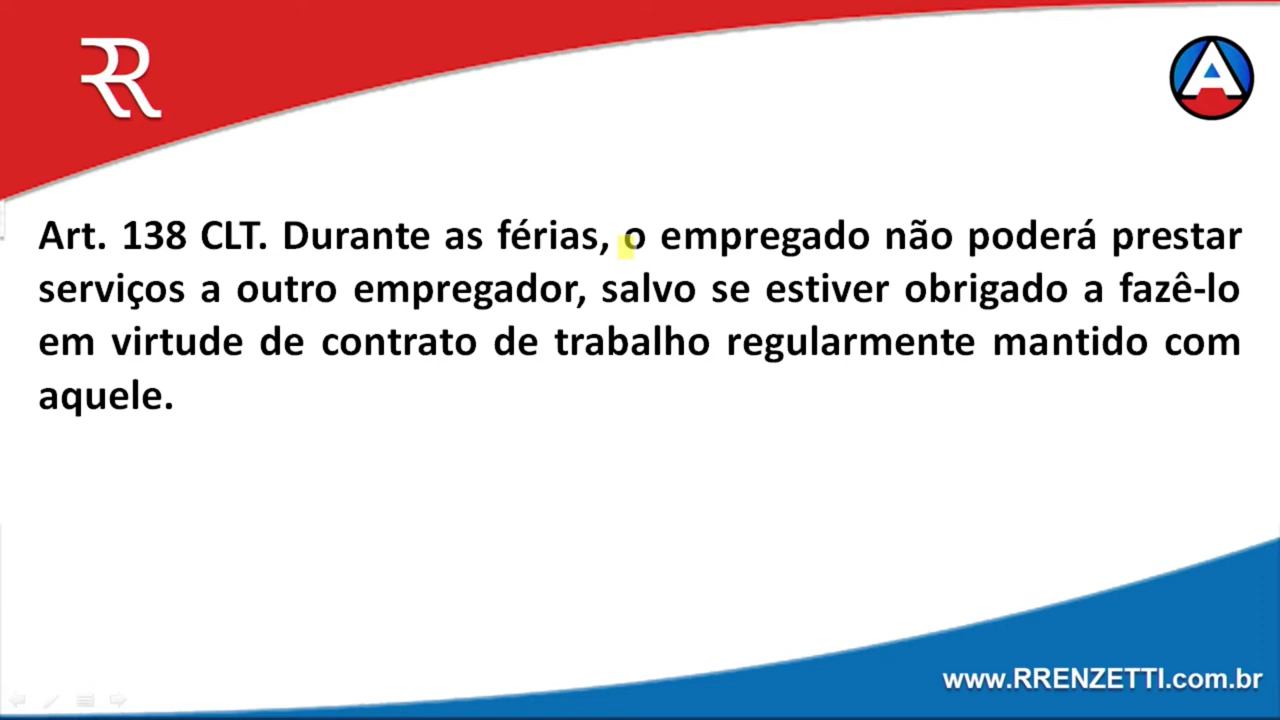 RR
A
Art. 138 CLT. Durante as férias, o empregado não poderá prestar
serviços a outro empregador, salvo se estiver obrigado a fazê-lo
em virtude de contrato de trabalho regularmente mantido com
aquele.
www.RRENZETTI.com.br